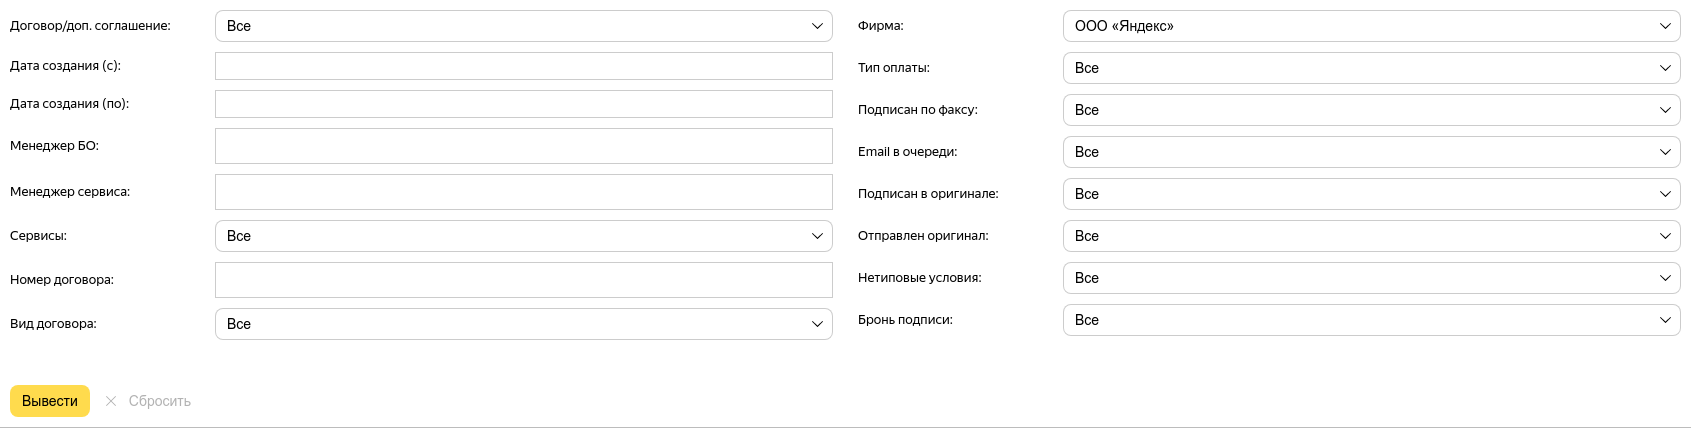 Договор/доп. соглашение: Все
Дата создания (с):
Дата создания (по):
Менеджер БО:
Менеджер сервиса:
Сервисы: Все
Номер договора:
Вид договора: Все
Фирма: ООО «Яндекс»
Тип оплаты: Все
Подписан по факсу: Все
Email в очереди: Все
Подписан в оригинале: Все
Отправлен оригинал: Все
Нетиповые условия: Все
Бронь подписи: Все
Вывести Сбросить